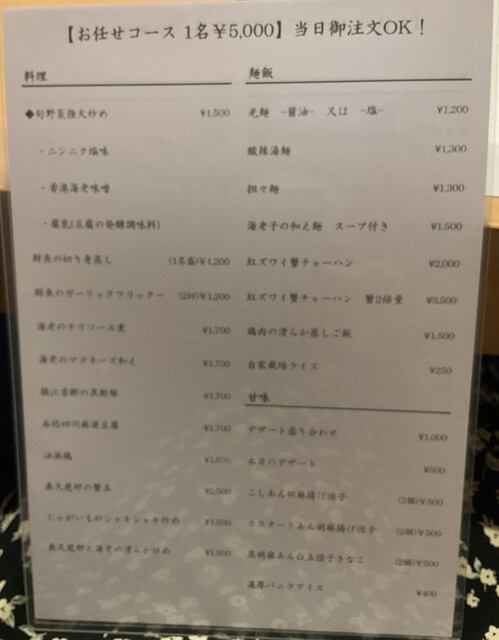 【お任せコース 1名￥5,000】当日御注文OK！
料理
◆旬野菜強火炒め ¥1,500
・ニンニク塩味
・香港海老味噌
・腐乳(豆腐の発酵調味料)
鮮魚の切り身蒸し (1名盛)¥1,200
鮮魚のガーリックフリッター (2個)¥1,200
海老のチリソース煮 ¥1,700
海老のマヨネーズ和え ¥1,700
鎮江香酢の黒酢豚 ¥1,700
本格四川麻婆豆腐 ¥1,700
油淋鶏 ¥1,600
奥久慈卵の蟹玉 ¥2,000
じゃがいものシャキシャキ炒め ¥1,500
奥久慈卵と海老の滑らか炒め ¥1,500
麺飯
光麺 -醤油- 又は -塩- ¥1,200
酸辣湯麺 ¥1,300
担々麺 ¥1,300
海老子の和え麺 スープ付き ¥1,500
紅ズワイ蟹チャーハン ¥2,000
紅ズワイ蟹チャーハン 蟹2倍量 ¥3,500
鶏肉の滑らか蒸しご飯 ¥1,500
自家栽培ライス ¥250
甘味
デザート盛り合わせ ¥1,000
本日のデザート ¥500
こしあん胡麻揚げ団子 (2個)¥500
カスタードあん胡麻揚げ団子 (2個)¥500
黒胡麻あん白玉団子きなこ (2個)¥500
濃厚バニラアイス ¥400